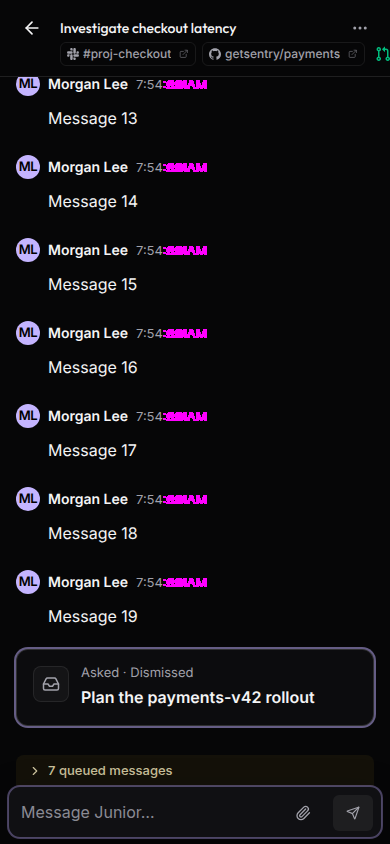 Investigate checkout latency
#proj-checkout
getsentry/payments
ML Morgan Lee 7:54
Message 13
ML Morgan Lee 7:54
Message 14
ML Morgan Lee 7:54
Message 15
ML Morgan Lee 7:54
Message 16
ML Morgan Lee 7:54
Message 17
ML Morgan Lee 7:54
Message 18
ML Morgan Lee 7:54
Message 19
Asked · Dismissed
Plan the payments-v42 rollout
7 queued messages
Message Junior...